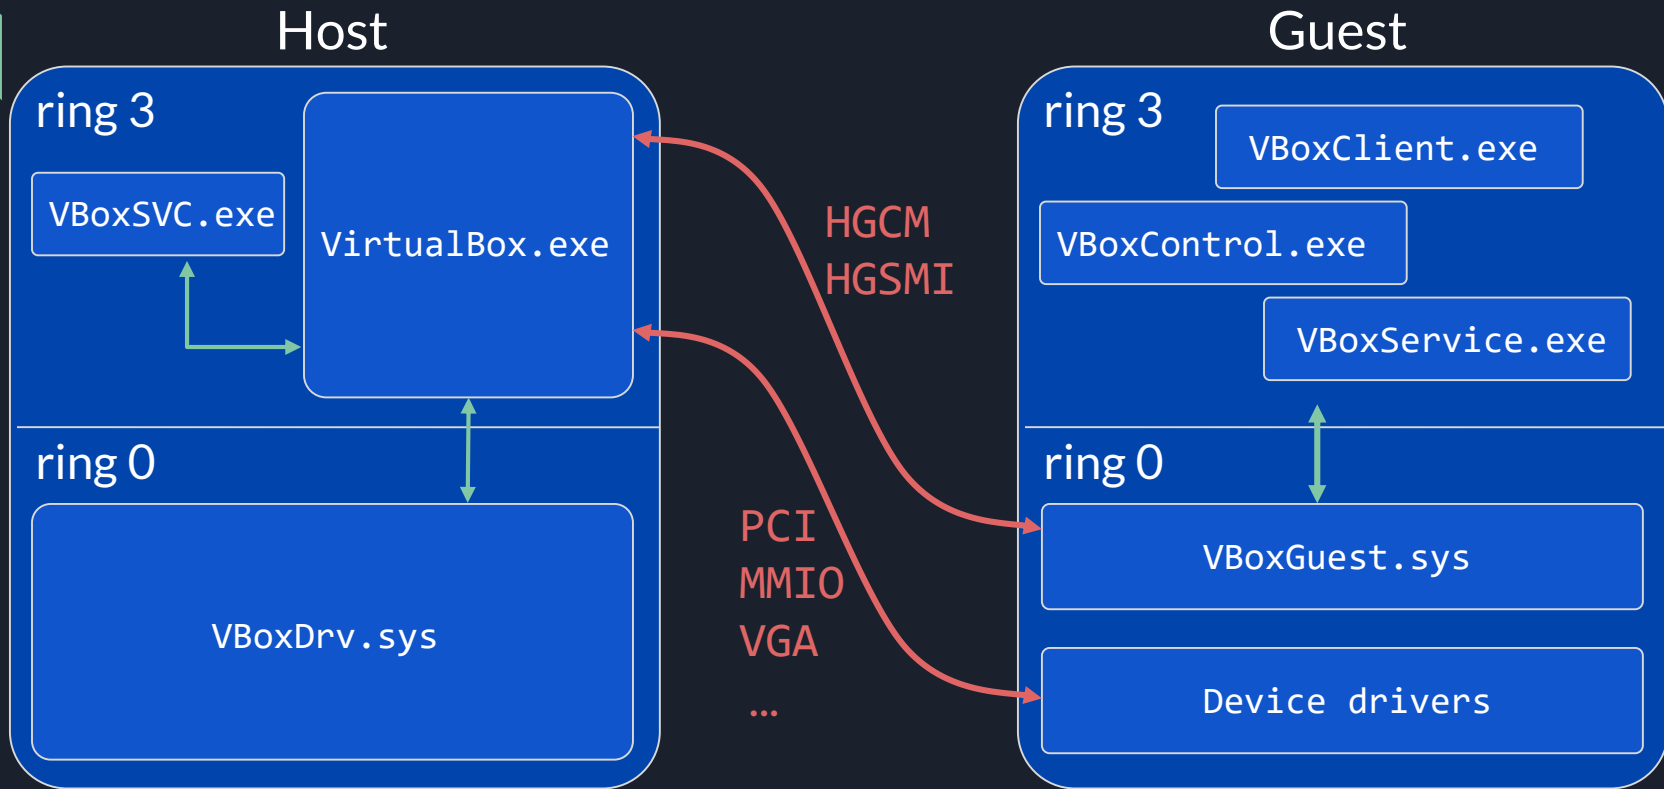 Host
ring 3
VBoxSVC.exe
VirtualBox.exe
ring 0
VBoxDrv.sys
HGCM
HGSMI
PCI
MMIO
VGA
...
Guest
ring 3
VBoxClient.exe
VBoxControl.exe
VBoxService.exe
ring 0
VBoxGuest.sys
Device drivers